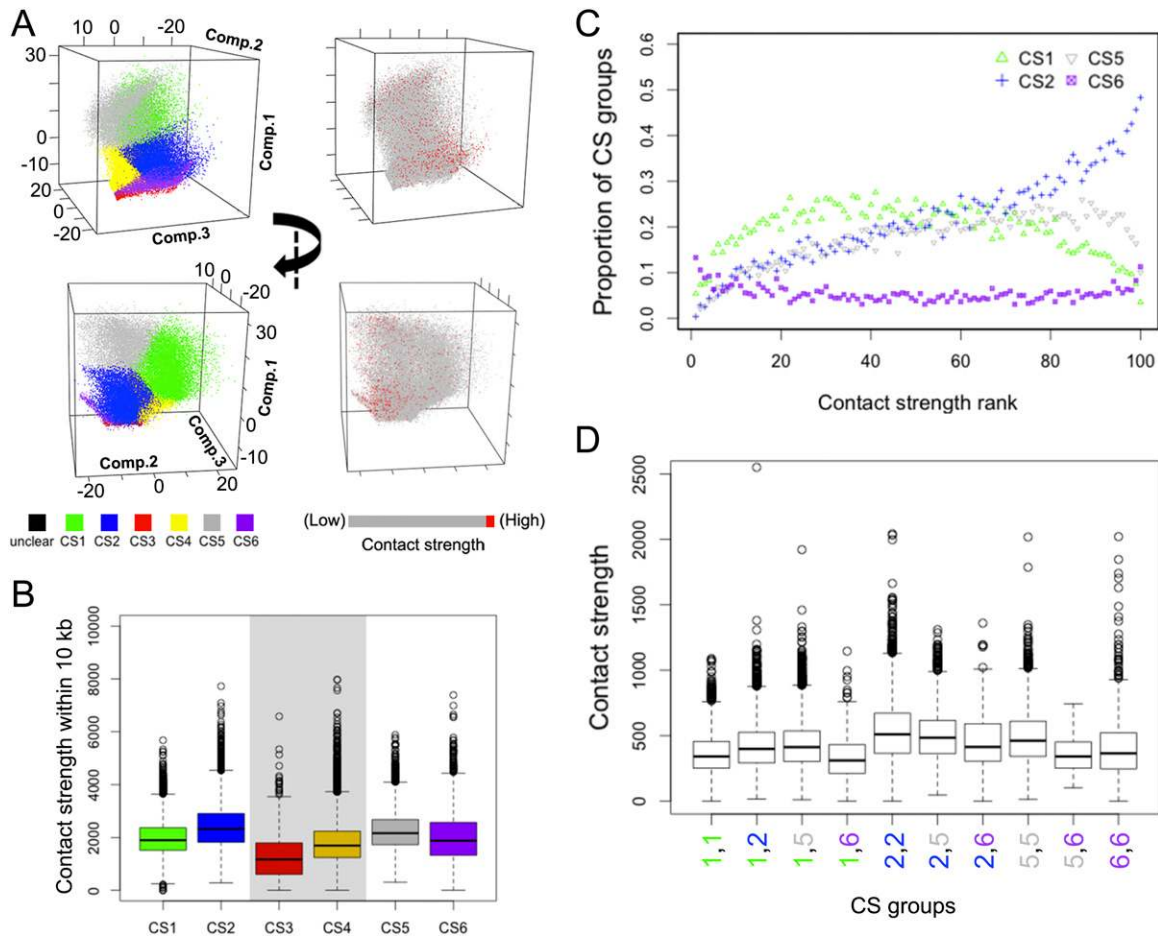 A
10 0 -20
Comp.2
30
0
-10
20
0
-20
Comp.1
Comp.3
10 0 -20
30
Comp.1
0
-10
Comp.3
Comp.2
-20 0 20
unclear CS1 CS2 CS3 CS4 CS5 CS6
(Low) (High)
Contact strength
B
Contact strength within 10 kb
10000
8000
6000
4000
2000
0
CS1 CS2 CS3 CS4 CS5 CS6
C
Proportion of CS groups
0.6
0.5
0.4
0.3
0.2
0.1
0.0
CS1 CS5
CS2 CS6
0 20 40 60 80 100
Contact strength rank
D
Contact strength
2500
2000
1500
1000
500
0
1,1 1,2 1,5 1,6 2,2 2,5 2,6 5,5 5,6 6,6
CS groups